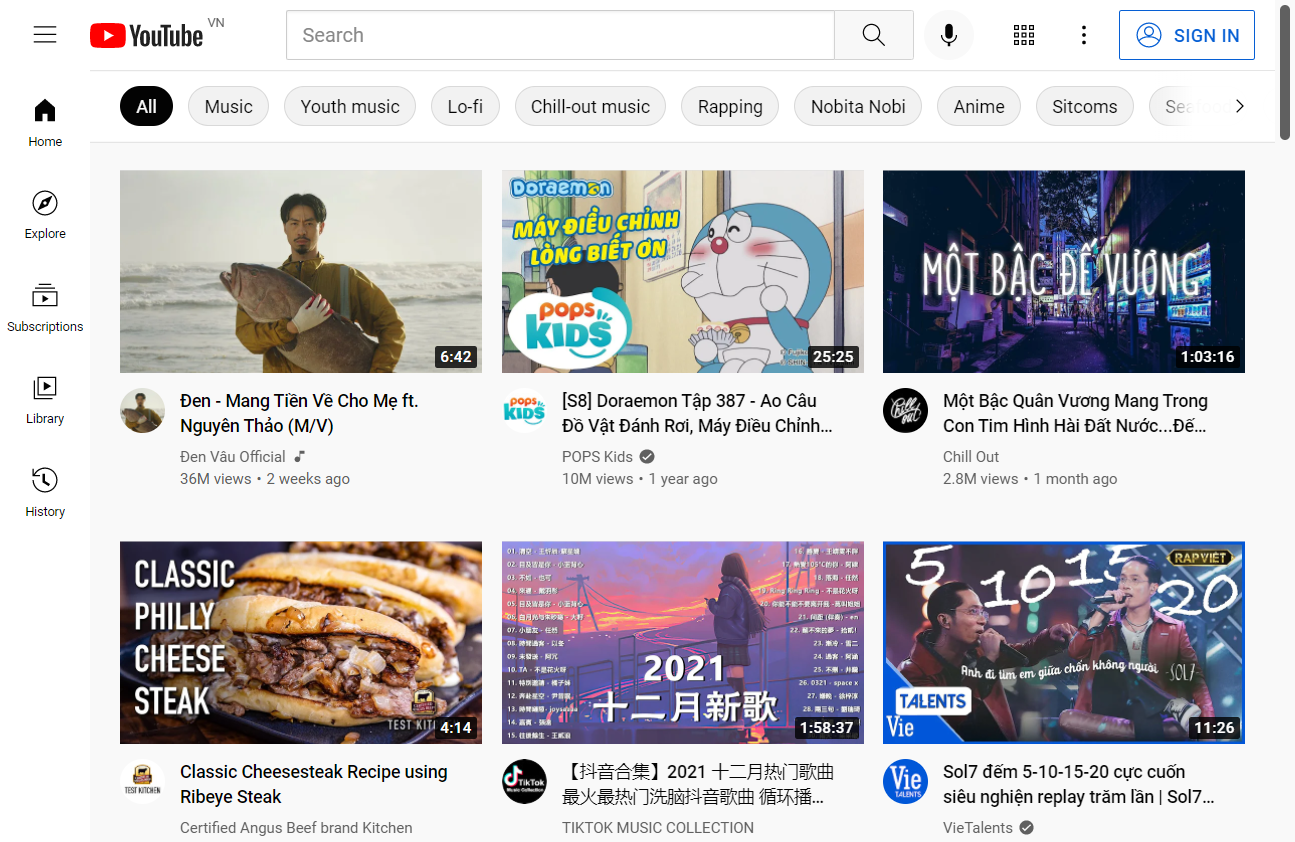 YouTube VN
Search
SIGN IN
All
Music
Youth music
Lo-fi
Chill-out music
Rapping
Nobita Nobi
Anime
Sitcoms
Home
Explore
Subscriptions
Library
History
6:42
Đen - Mang Tiền Về Cho Mẹ ft.
Nguyên Thảo (M/V)
Đen Vâu Official
36M views • 2 weeks ago
Doraemon
MÁY ĐIỀU CHỈNH
LÒNG BIẾT ƠN
POPS
KIDS
25:25
POPS
KIDS
[S8] Doraemon Tập 387 - Ao Câu
Đồ Vật Đánh Rơi, Máy Điều Chỉnh...
POPS Kids
10M views • 1 year ago
MỘT BẬC ĐẾ VƯƠNG
1:03:16
Chill out
Một Bậc Quân Vương Mang Trong
Con Tim Hình Hài Đất Nước...Đế...
Chill Out
2.8M views • 1 month ago
CLASSIC
PHILLY
CHEESE
STEAK
4:14
TEST KITCHEN
Classic Cheesesteak Recipe using
Ribeye Steak
Certified Angus Beef brand Kitchen
2021
十二月新歌
1:58:37
TikTok
Music Collection
【抖音合集】2021 十二月热门歌曲
最火最热门洗脑抖音歌曲 循环播...
TIKTOK MUSIC COLLECTION
5 10 15 20
RAP VIỆT
Anh đi tìm em giữa chốn không người
-SOL7-
TALENTS
Vie
11:26
Vie
TALENTS
Sol7 đếm 5-10-15-20 cực cuốn
siêu nghiện replay trăm lần | Sol7...
VieTalents